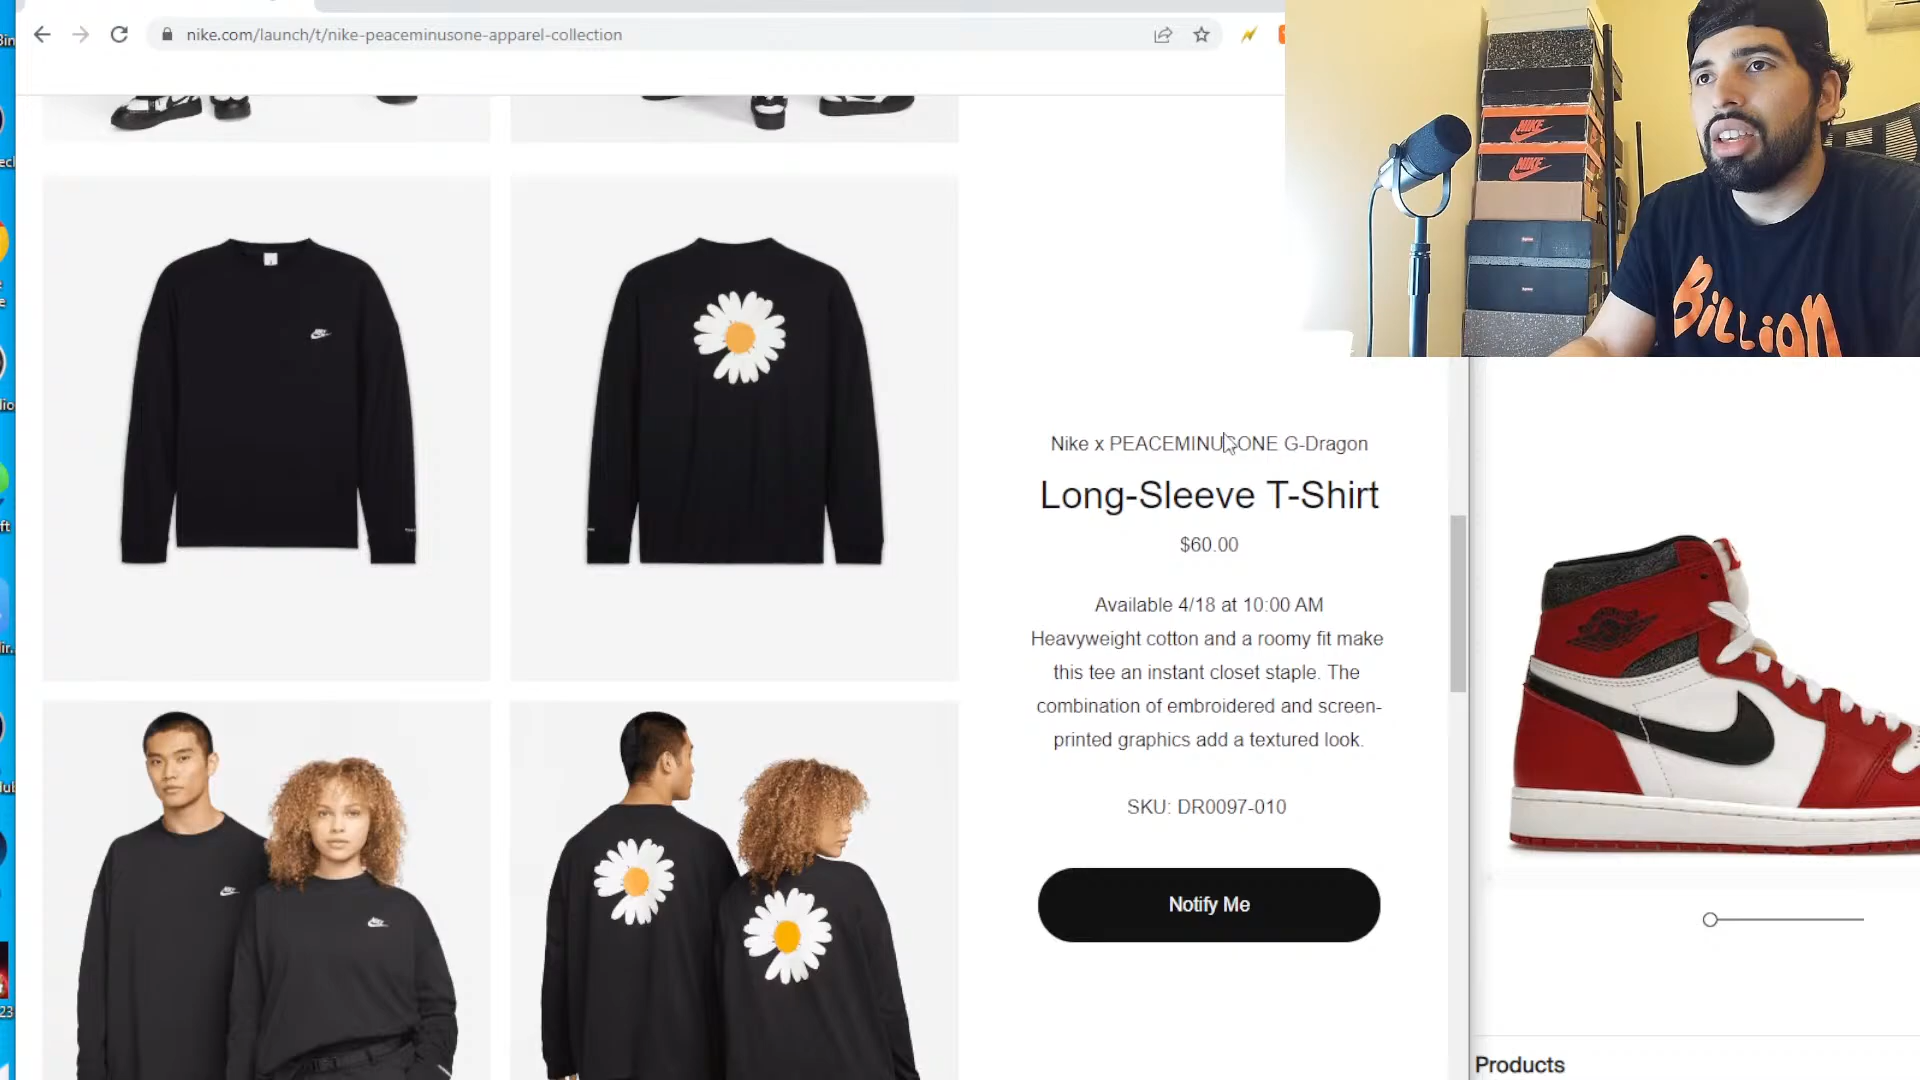 nike.com/launch/t/nike-peaceminusone-apparel-collection
NIKE
NIKE
BILLION
Nike x PEACEMINUSONE G-Dragon
Long-Sleeve T-Shirt
$60.00
Available 4/18 at 10:00 AM
Heavyweight cotton and a roomy fit make
this tee an instant closet staple. The
combination of embroidered and screen-
printed graphics add a textured look.
SKU: DR0097-010
Notify Me
Products